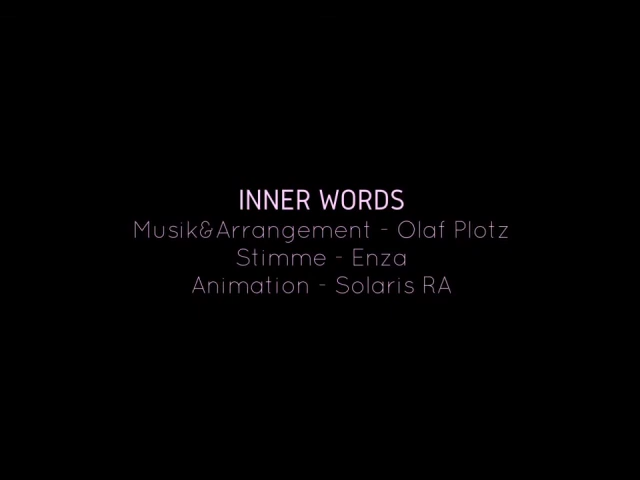 INNER WORDS
Musik&Arrangement - Olaf Plotz
Stimme - Enza
Animation - Solaris RA